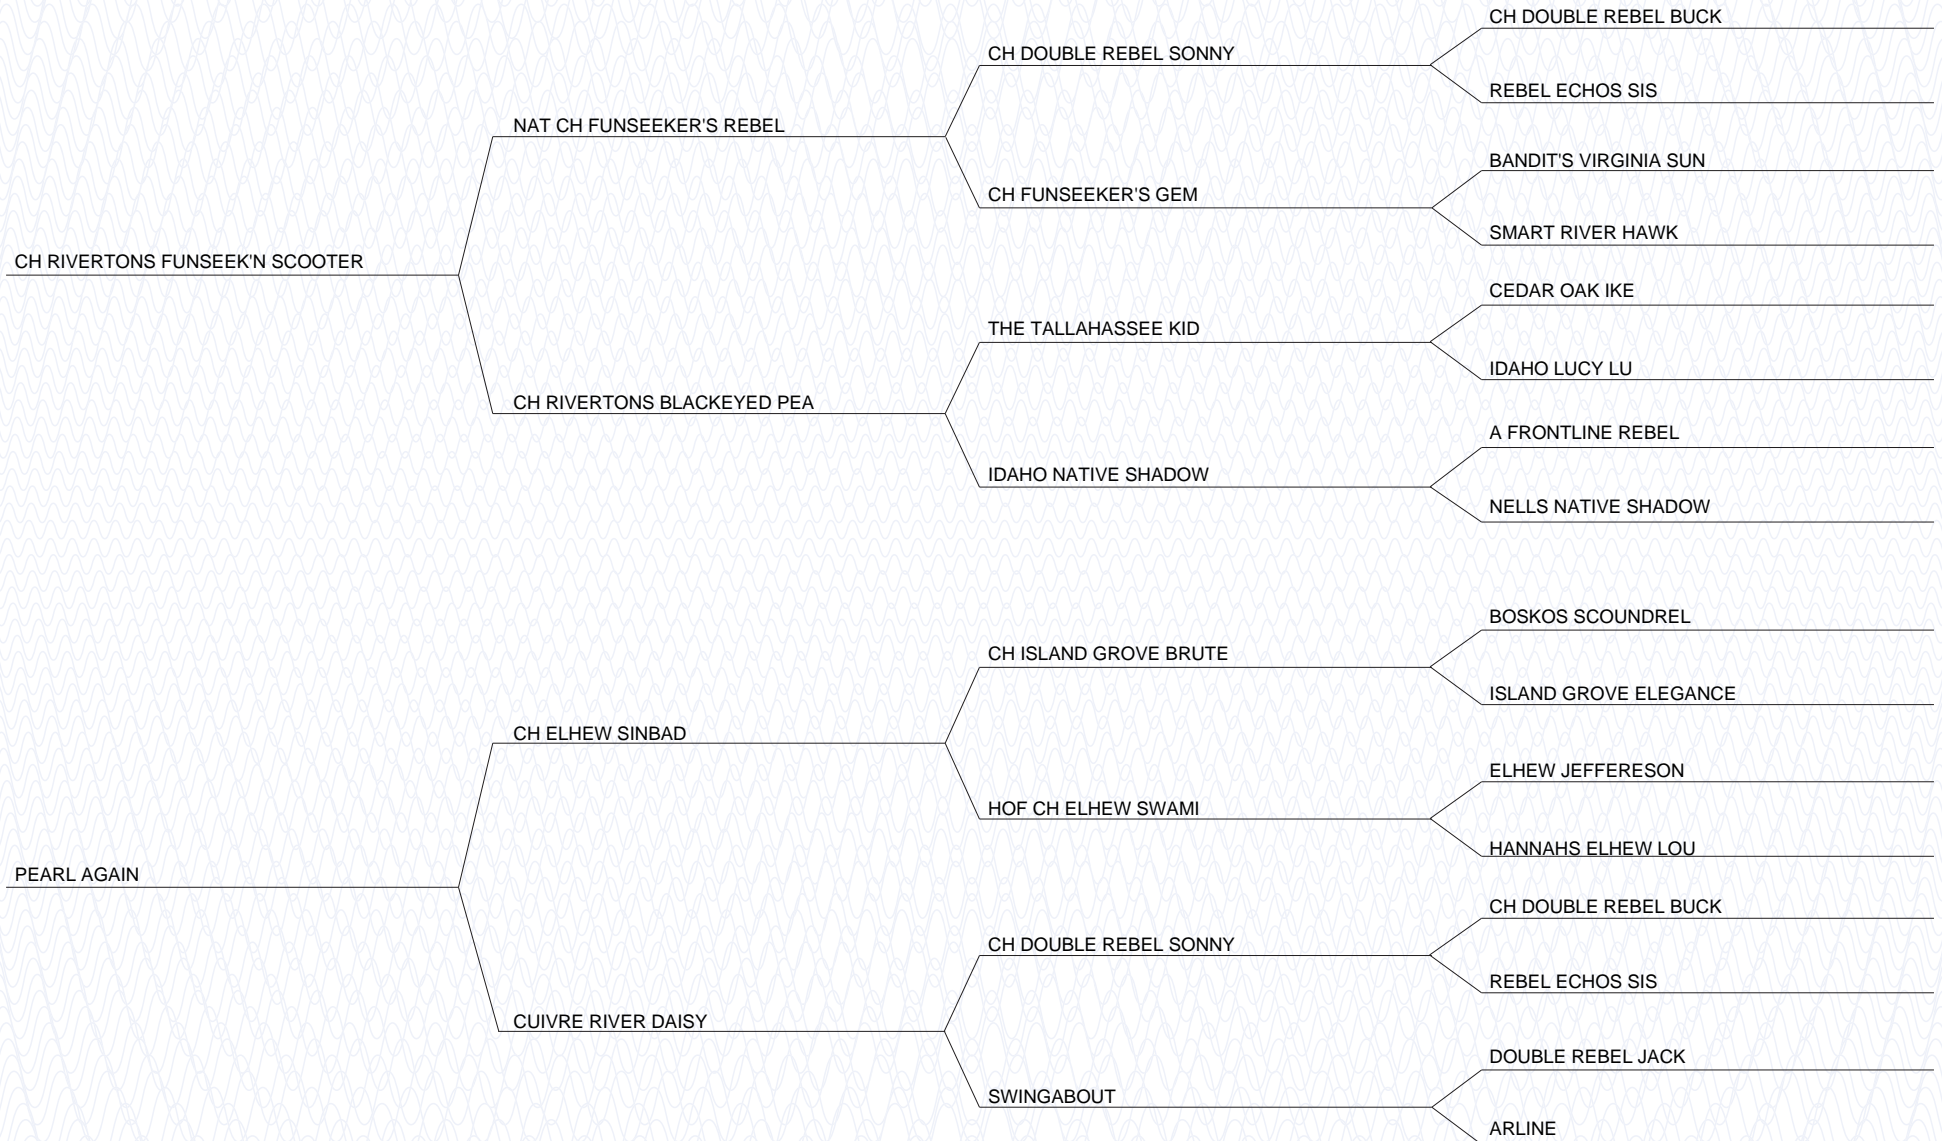 CH DOUBLE REBEL BUCK
CH DOUBLE REBEL SONNY
REBEL ECHOS SIS
NAT CH FUNSEEKER'S REBEL
BANDIT'S VIRGINIA SUN
CH FUNSEEKER'S GEM
SMART RIVER HAWK
CH RIVERTONS FUNSEEK'N SCOOTER
CEDAR OAK IKE
THE TALLAHASSEE KID
IDAHO LUCY LU
CH RIVERTONS BLACKEYED PEA
A FRONTLINE REBEL
IDAHO NATIVE SHADOW
NELLS NATIVE SHADOW
BOSKOS SCOUNDREL
CH ISLAND GROVE BRUTE
ISLAND GROVE ELEGANCE
CH ELHEW SINBAD
ELHEW JEFFERESON
HOF CH ELHEW SWAMI
HANNAHS ELHEW LOU
PEARL AGAIN
CH DOUBLE REBEL BUCK
CH DOUBLE REBEL SONNY
REBEL ECHOS SIS
CUIVRE RIVER DAISY
DOUBLE REBEL JACK
SWINGABOUT
ARLINE